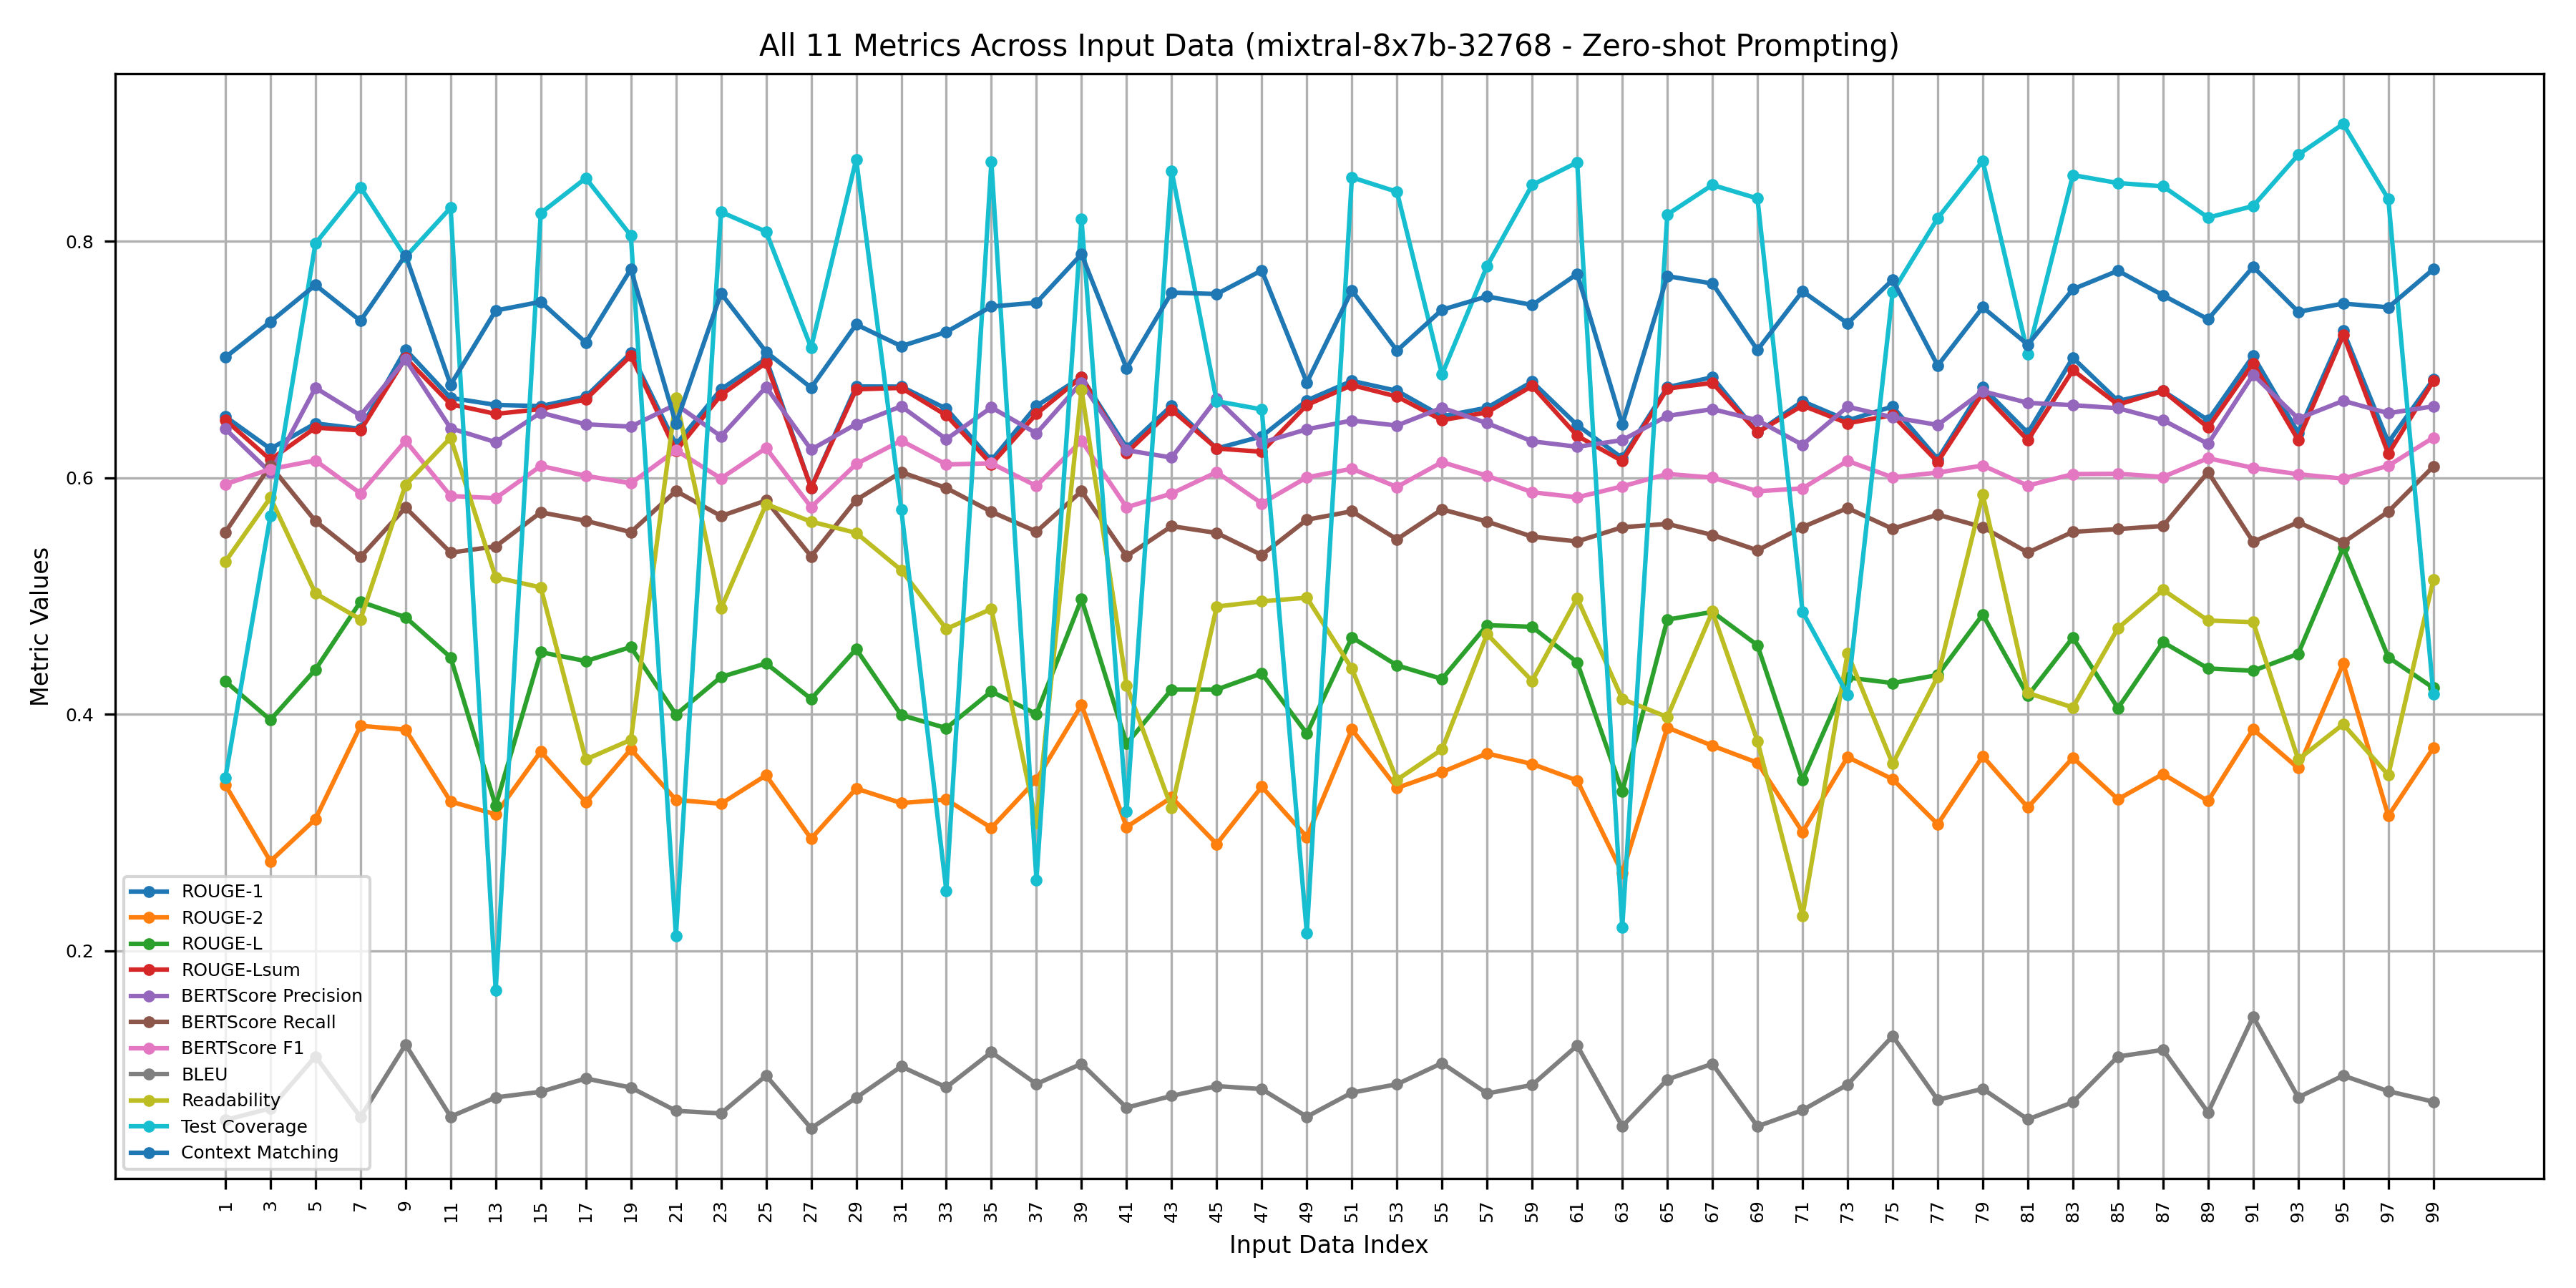 All 11 Metrics Across Input Data (mixtral-8x7b-32768 - Zero-shot Prompting)
Metric Values
0.8
0.6
0.4
0.2
ROUGE-1
ROUGE-2
ROUGE-L
ROUGE-Lsum
BERTScore Precision
BERTScore Recall
BERTScore F1
BLEU
Readability
Test Coverage
Context Matching
1 3 5 7 9 11 13 15 17 19 21 23 25 27 29 31 33 35 37 39 41 43 45 47 49 51 53 55 57 59 61 63 65 67 69 71 73 75 77 79 81 83 85 87 89 91 93 95 97 99
Input Data Index